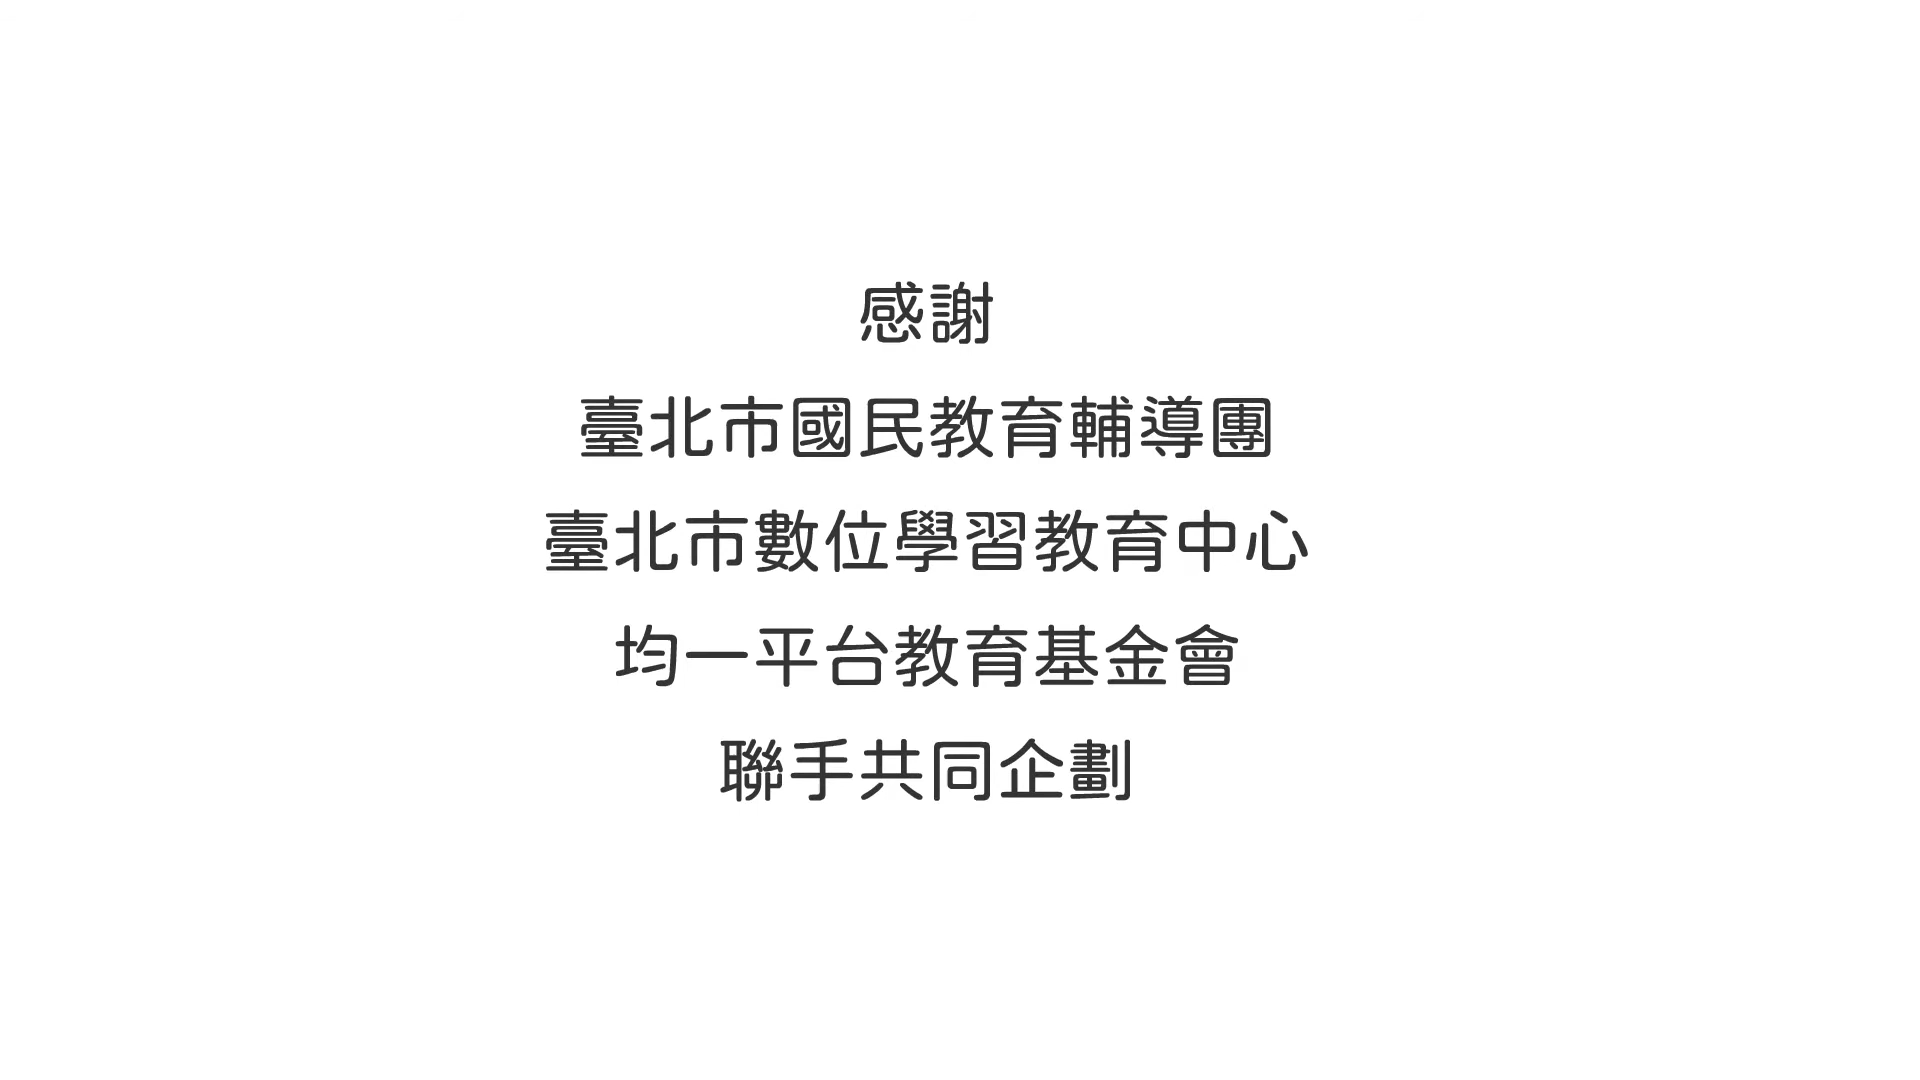 感謝
臺北市國民教育輔導團
臺北市數位學習教育中心
均一平台教育基金會
聯手共同企劃